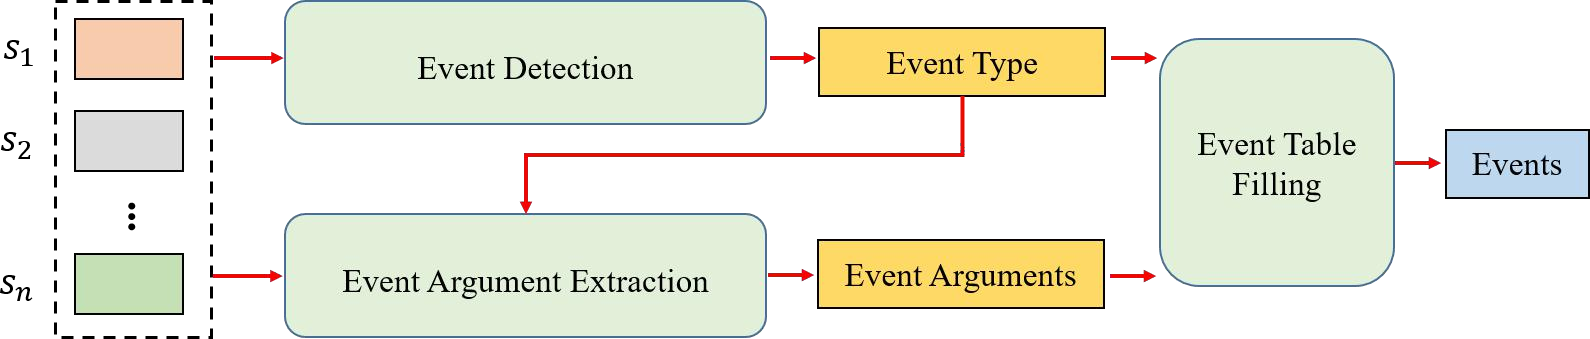 s1
Event Detection
Event Type
s2
Event Table
Filling
Events
⋮
sn
Event Argument Extraction
Event Arguments